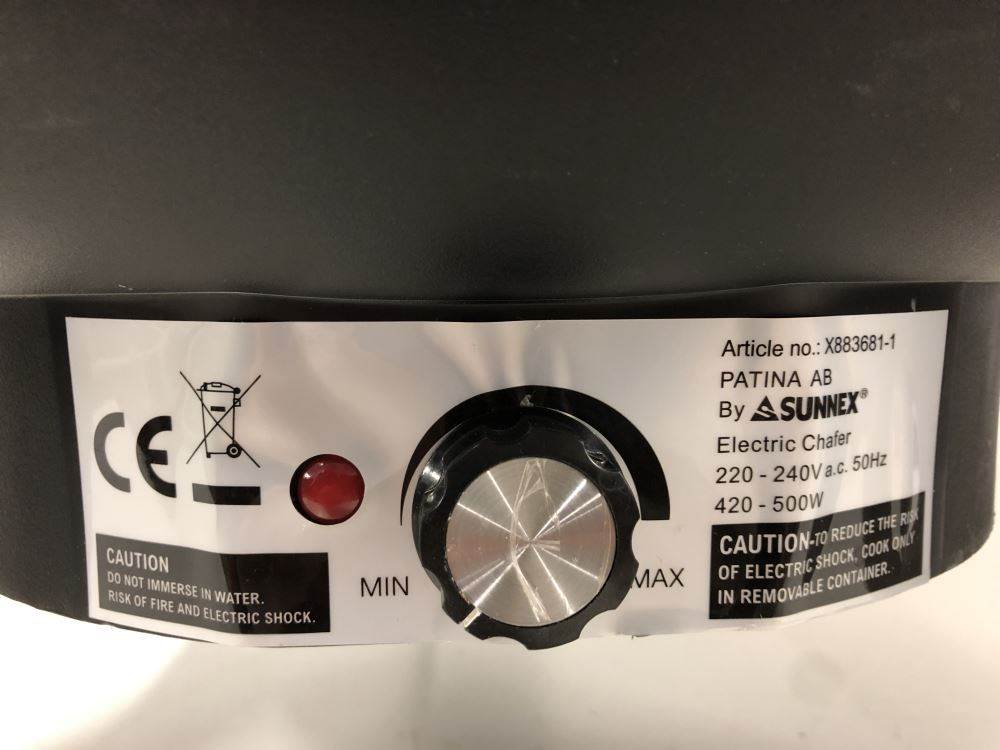 CE
CAUTION
DO NOT IMMERSE IN WATER.
RISK OF FIRE AND ELECTRIC SHOCK.
MIN
MAX
Article no.: X883681-1
PATINA AB
By SUNNEX®
Electric Chafer
220 - 240V a.c. 50Hz
420 - 500W
CAUTION-TO REDUCE THE RISK
OF ELECTRIC SHOCK, COOK ONLY
IN REMOVABLE CONTAINER.